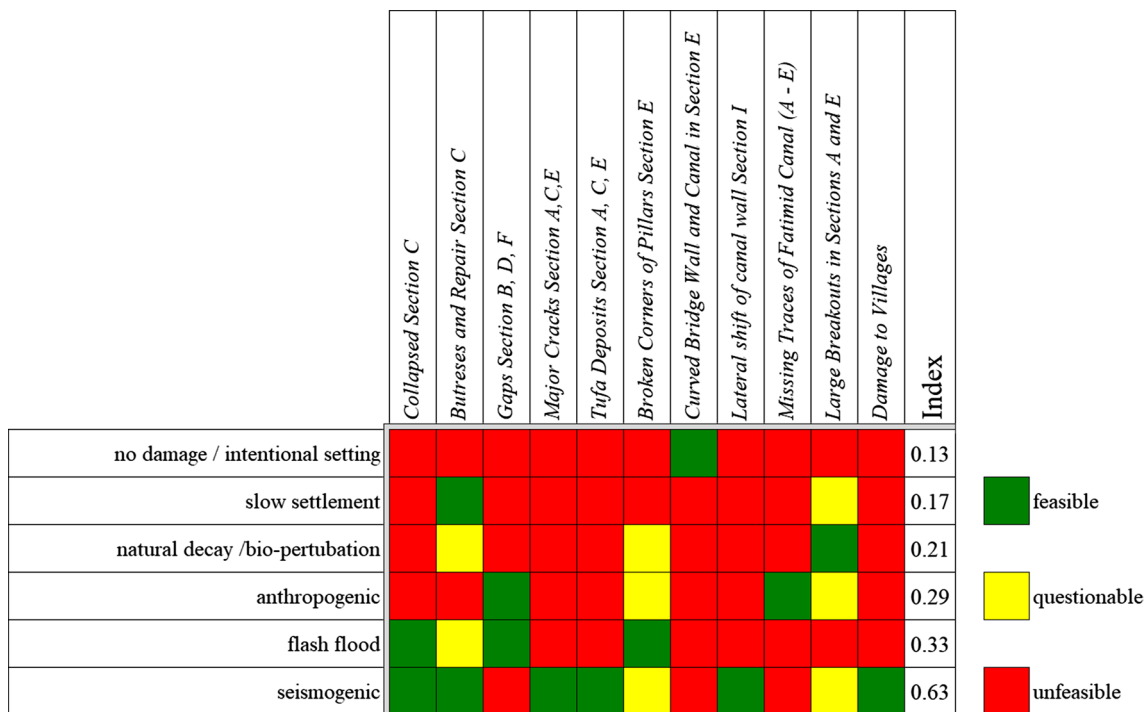 Collapsed Section C
Butreses and Repair Section C
Gaps Section B, D, F
Major Cracks Section A,C,E
Tufa Deposits Section A, C, E
Broken Corners of Pillars Section E
Curved Bridge Wall and Canal in Section E
Lateral shift of canal wall Section I
Missing Traces of Fatimid Canal (A - E)
Large Breakouts in Sections A and E
Damage to Villages
Index
no damage / intentional setting 0.13
slow settlement 0.17 feasible
natural decay /bio-pertubation 0.21
anthropogenic 0.29 questionable
flash flood 0.33
seismogenic 0.63 unfeasible